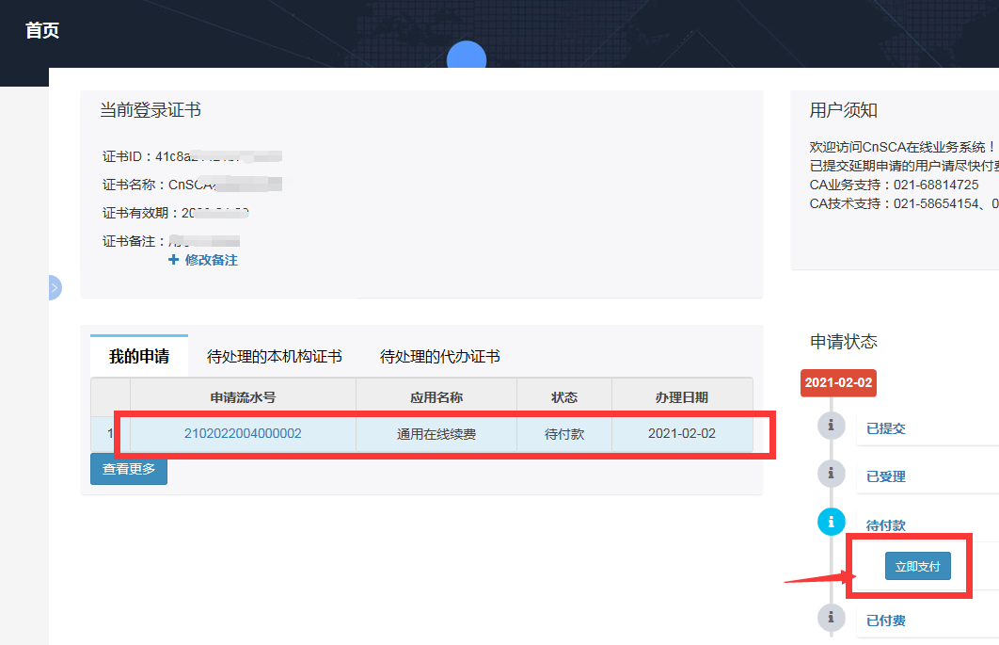 首页
当前登录证书
证书ID：41c8a
证书名称：CnSCA
证书有效期：20
证书备注：
+ 修改备注
用户须知
欢迎访问CnSCA在线业务系统！
已提交延期申请的用户请尽快付费
CA业务支持：021-68814725
CA技术支持：021-58654154、0
我的申请 待处理的本机构证书 待处理的代办证书
申请流水号 应用名称 状态 办理日期
1 2102022004000002 通用在线续费 待付款 2021-02-02
查看更多
申请状态
2021-02-02
已提交
已受理
待付款
立即支付
已付费